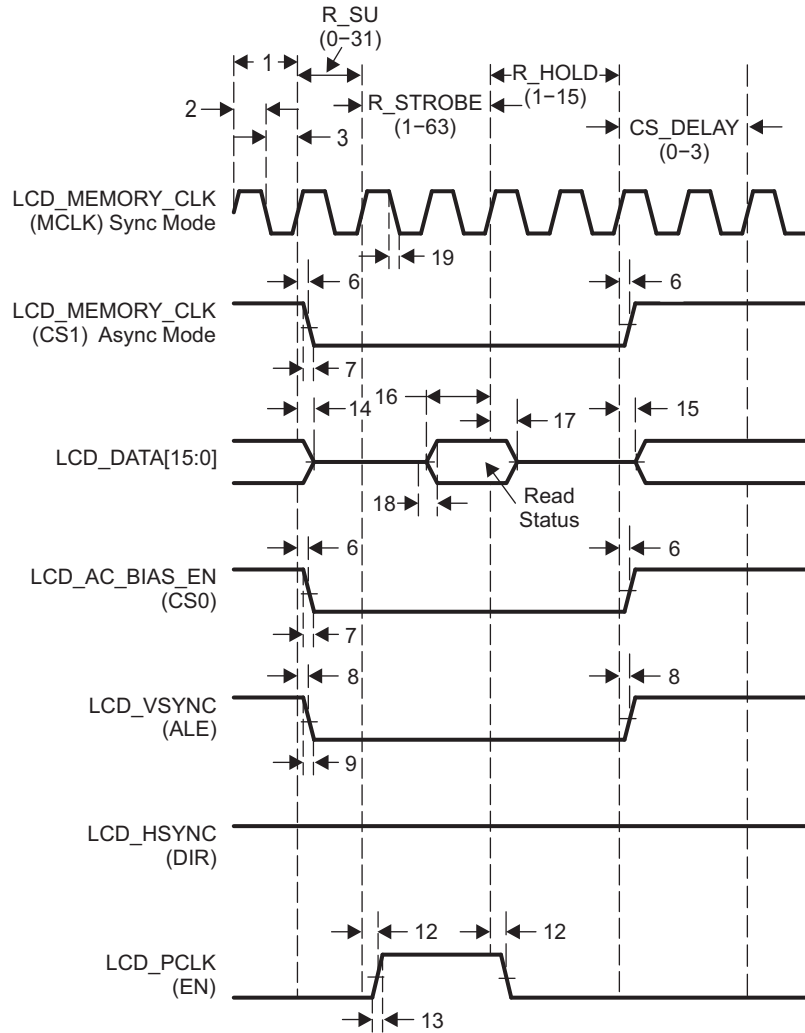 R_SU
(0−31)
1
R_HOLD
(1−15)
2
R_STROBE
(1−63)
3
CS_DELAY
(0−3)
LCD_MEMORY_CLK
(MCLK) Sync Mode
19
6
6
LCD_MEMORY_CLK
(CS1) Async Mode
7
16
14
17
15
LCD_DATA[15:0]
18
Read
Status
6
6
LCD_AC_BIAS_EN
(CS0)
7
8
8
LCD_VSYNC
(ALE)
9
LCD_HSYNC
(DIR)
12
12
LCD_PCLK
(EN)
13